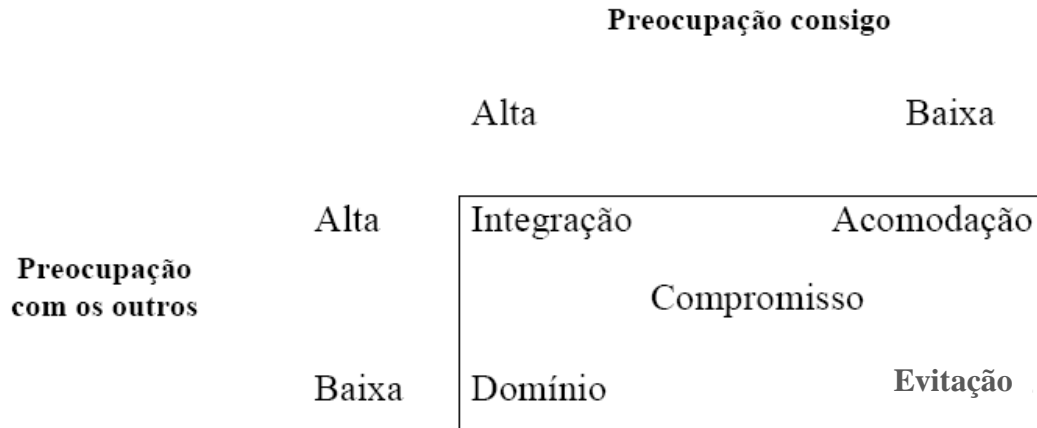 Preocupação consigo
Alta Baixa
Alta Integração Acomodação
Preocupação
com os outros
Compromisso
Baixa Domínio Evitação